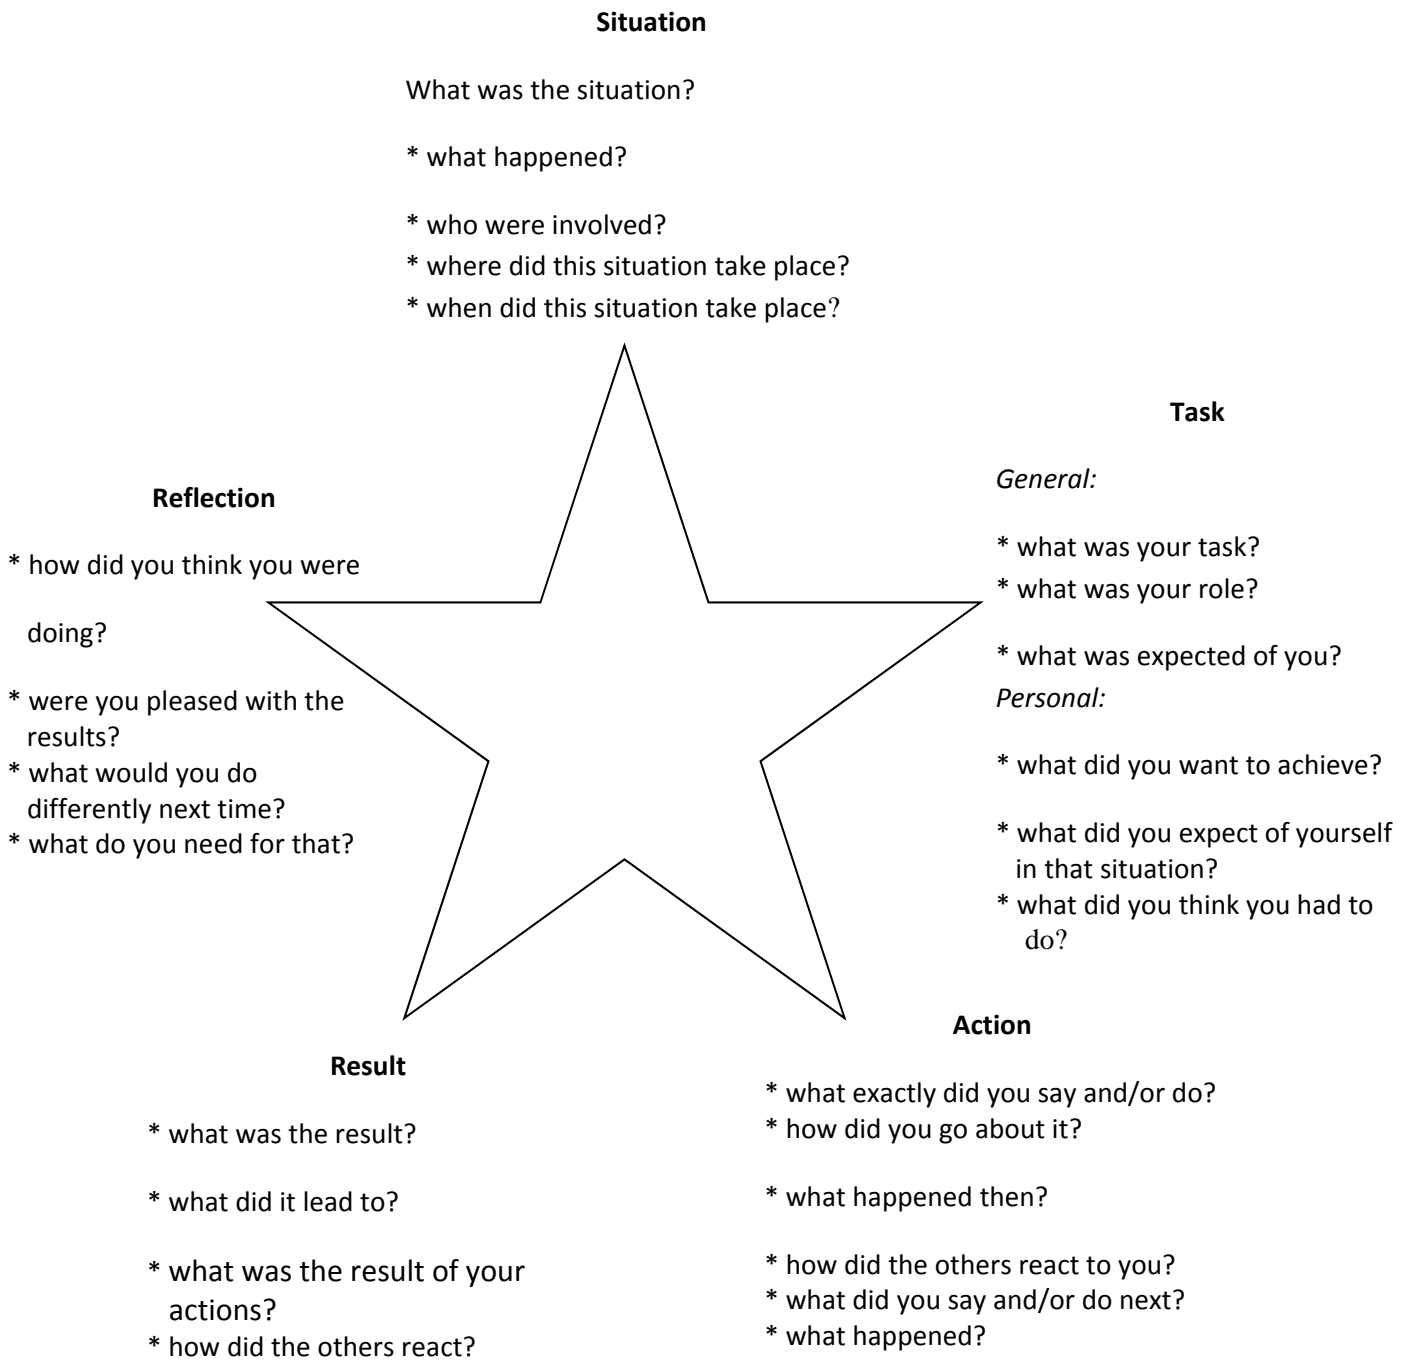 Situation
What was the situation?
* what happened?
* who were involved?
* where did this situation take place?
* when did this situation take place?
Task
General:
* what was your task?
* what was your role?
* what was expected of you?
Personal:
* what did you want to achieve?
* what did you expect of yourself
in that situation?
* what did you think you had to
do?
Action
* what exactly did you say and/or do?
* how did you go about it?
* what happened then?
* how did the others react to you?
* what did you say and/or do next?
* what happened?
Result
* what was the result?
* what did it lead to?
* what was the result of your
actions?
* how did the others react?
Reflection
* how did you think you were
doing?
* were you pleased with the
results?
* what would you do
differently next time?
* what do you need for that?